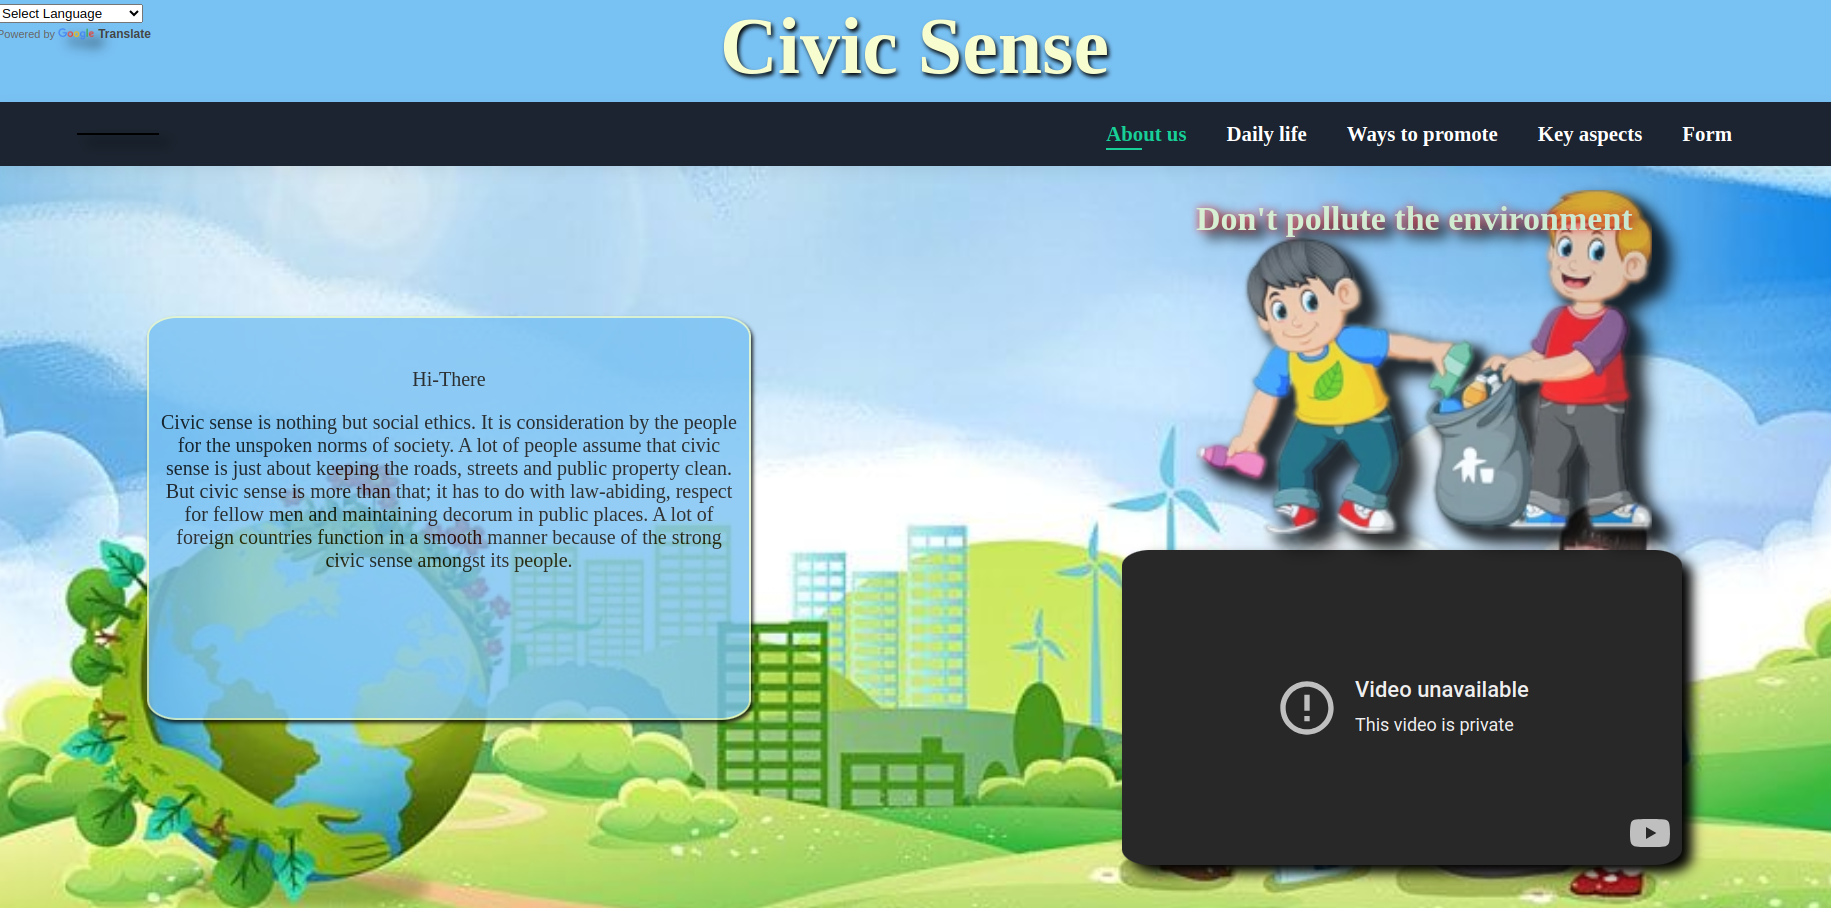 Select Language
Powered by Google Translate
Civic Sense
About us
Daily life
Ways to promote
Key aspects
Form
Don't pollute the environment
Hi-There
Civic sense is nothing but social ethics. It is consideration by the people
for the unspoken norms of society. A lot of people assume that civic
sense is just about keeping the roads, streets and public property clean.
But civic sense is more than that; it has to do with law-abiding, respect
for fellow men and maintaining decorum in public places. A lot of
foreign countries function in a smooth manner because of the strong
civic sense amongst its people.
Video unavailable
This video is private